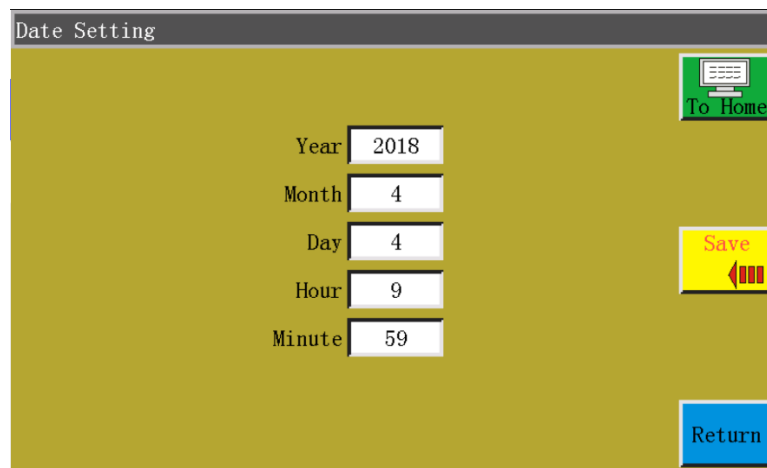 Date Setting
To Home
Year 2018
Month 4
Day 4
Save
Hour 9
Minute 59
Return